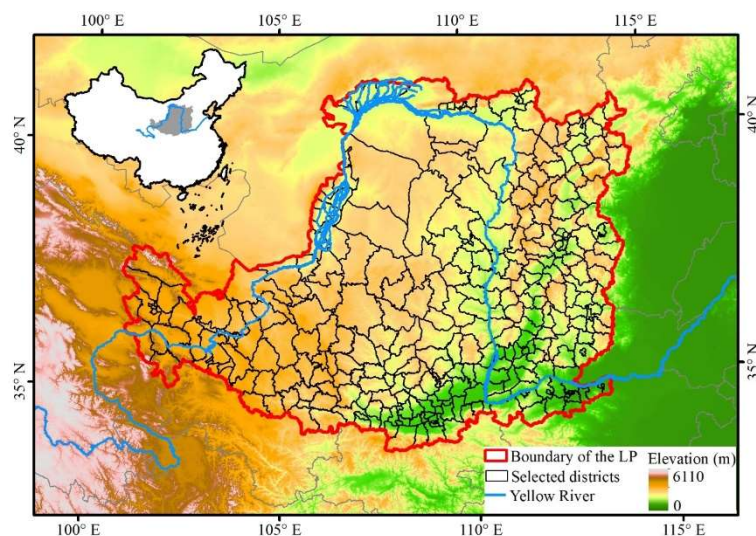 100° E 105° E 110° E 115° E
40° N
40° N
35° N
35° N
Boundary of the LP
Selected districts
Yellow River
Elevation (m)
6110
0
100° E 105° E 110° E 115° E